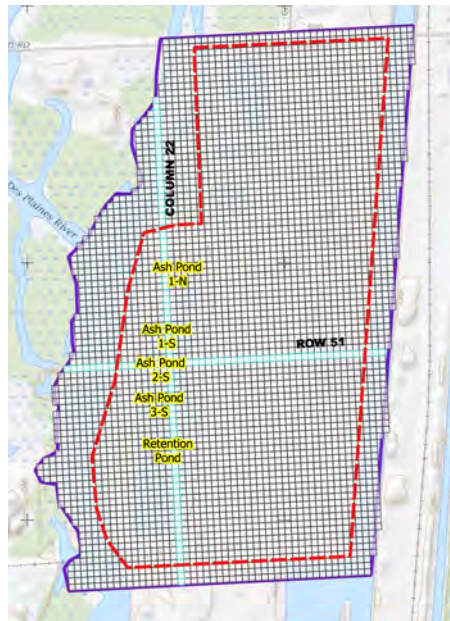 RD
COLUMN 22
Des Plaines River
Ash Pond
1-N
Ash Pond
1-S
ROW 51
Ash Pond
2-S
Ash Pond
3-S
Retention
Pond